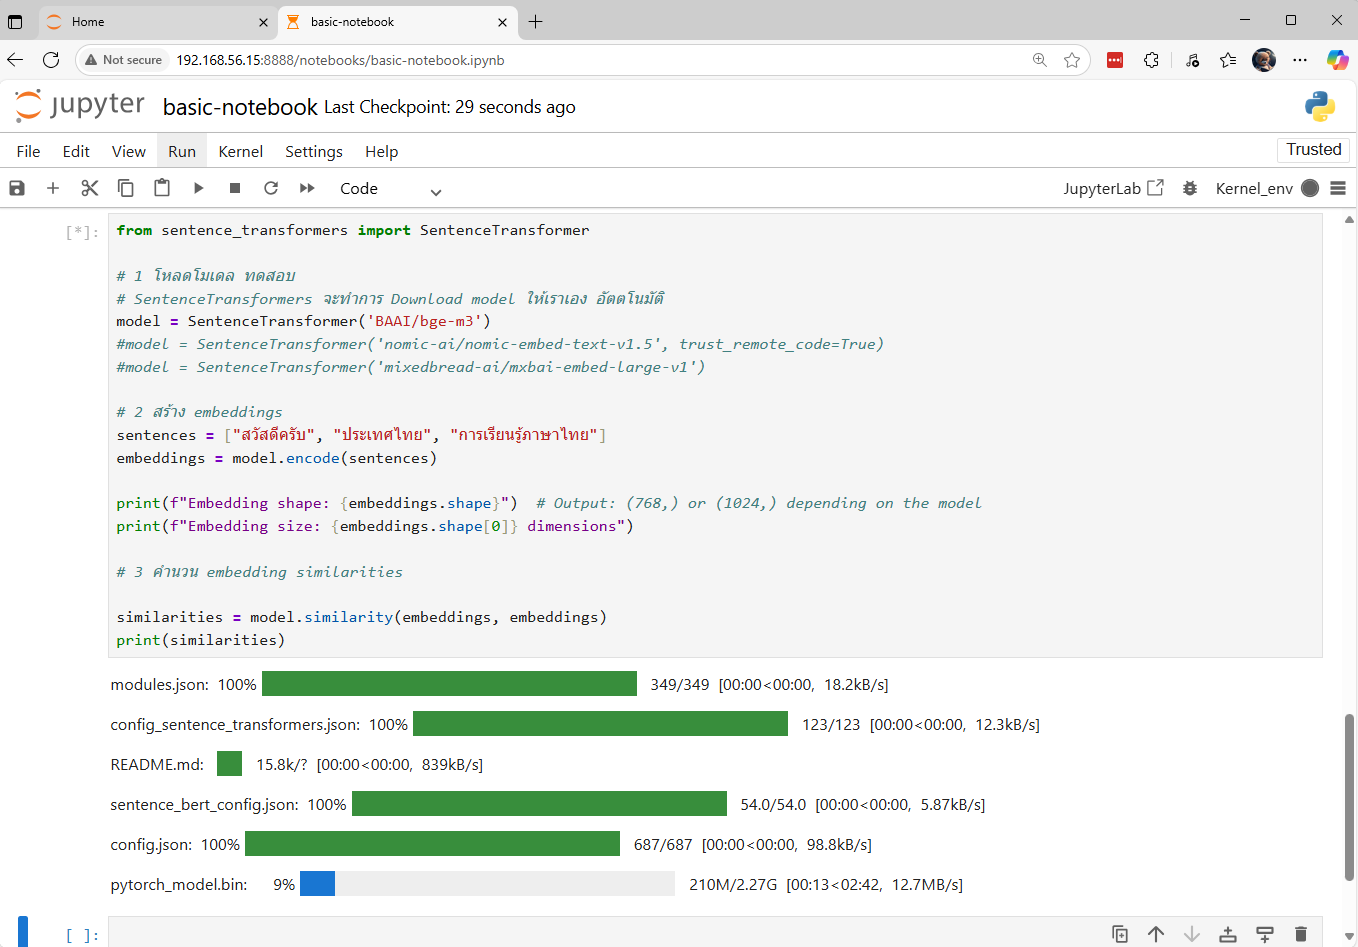 Home
basic-notebook
Not secure
192.168.56.15:8888/notebooks/basic-notebook.ipynb
jupyter
basic-notebook Last Checkpoint: 29 seconds ago
File Edit View Run Kernel Settings Help
Trusted
Code
JupyterLab
Kernel_env
[*]:
from sentence_transformers import SentenceTransformer
# 1 โหลดโมเดล ทดสอบ
# SentenceTransformers จะทำการ Download model ให้เราเอง อัตตโนมัติ
model = SentenceTransformer('BAAI/bge-m3')
#model = SentenceTransformer('nomic-ai/nomic-embed-text-v1.5', trust_remote_code=True)
#model = SentenceTransformer('mixedbread-ai/mxbai-embed-large-v1')
# 2 สร้าง embeddings
sentences = ["สวัสดีครับ", "ประเทศไทย", "การเรียนรู้ภาษาไทย"]
embeddings = model.encode(sentences)
print(f"Embedding shape: {embeddings.shape}")  # Output: (768,) or (1024,) depending on the model
print(f"Embedding size: {embeddings.shape[0]} dimensions")
# 3 คำนวน embedding similarities
similarities = model.similarity(embeddings, embeddings)
print(similarities)
modules.json: 100% 349/349 [00:00<00:00, 18.2kB/s]
config_sentence_transformers.json: 100% 123/123 [00:00<00:00, 12.3kB/s]
README.md: 15.8k/? [00:00<00:00, 839kB/s]
sentence_bert_config.json: 100% 54.0/54.0 [00:00<00:00, 5.87kB/s]
config.json: 100% 687/687 [00:00<00:00, 98.8kB/s]
pytorch_model.bin: 9% 210M/2.27G [00:13<02:42, 12.7MB/s]
[ ]: